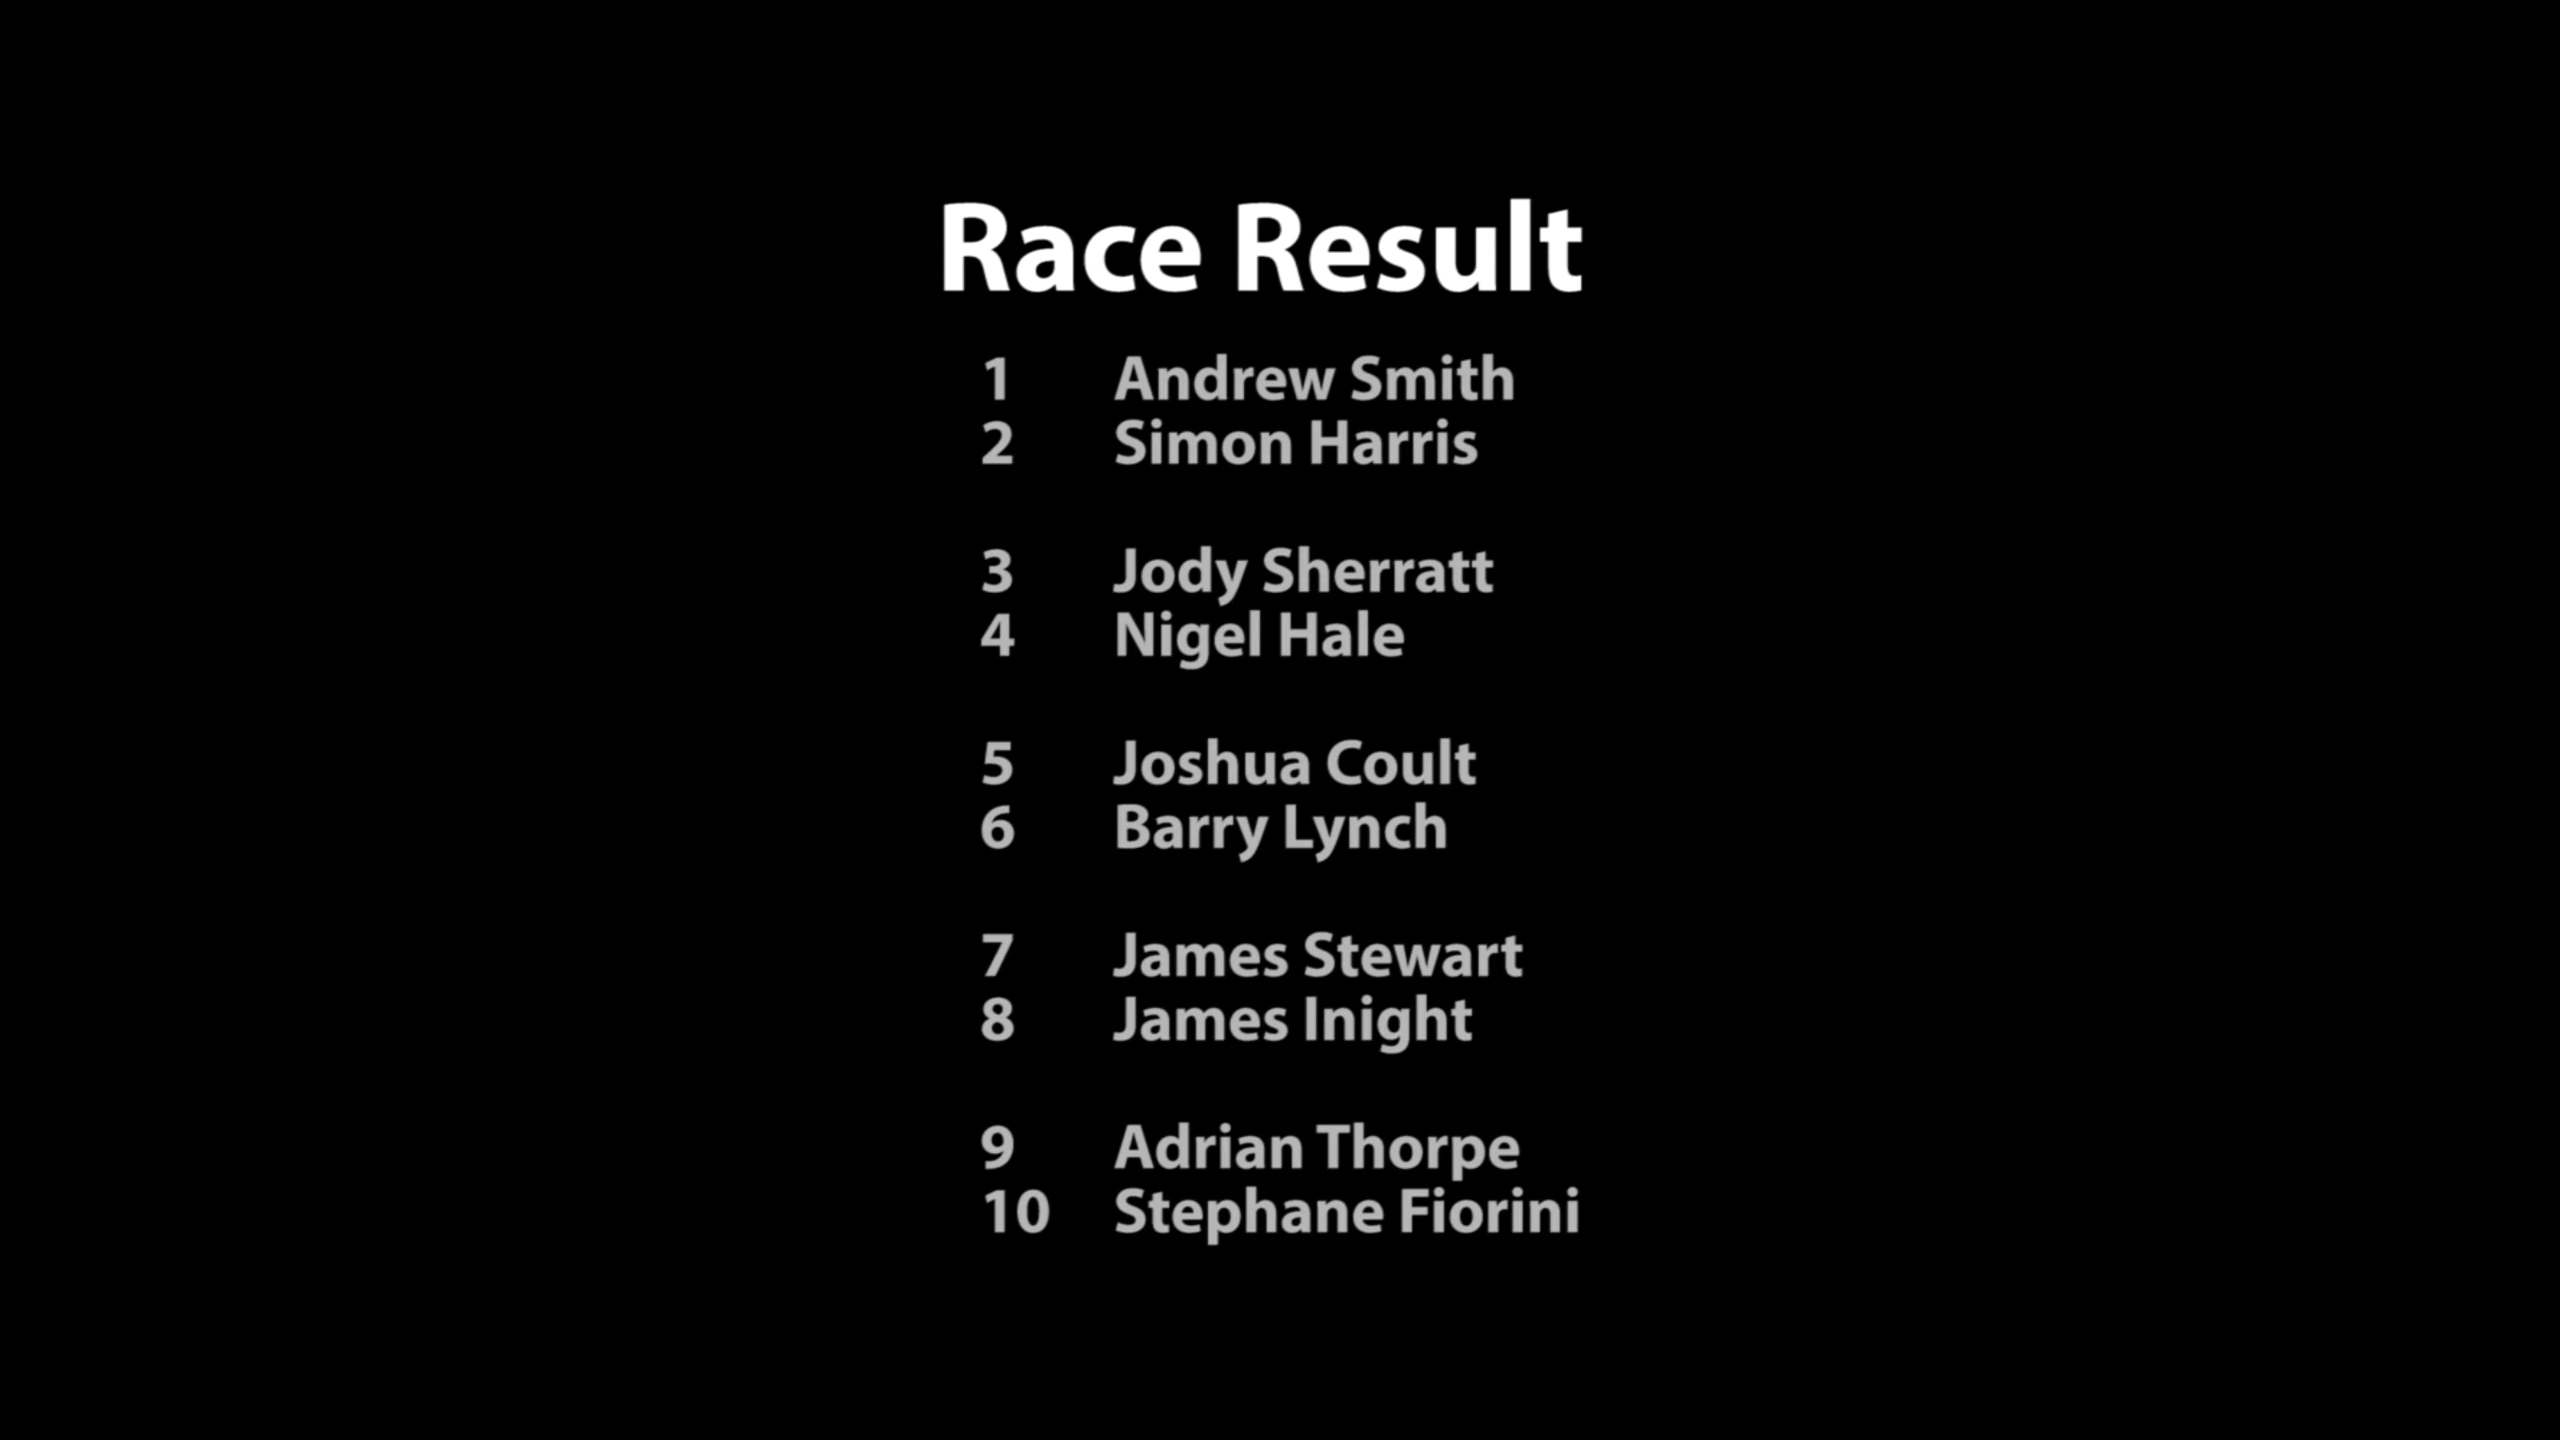 Race Result
1 Andrew Smith
2 Simon Harris
3 Jody Sherratt
4 Nigel Hale
5 Joshua Coult
6 Barry Lynch
7 James Stewart
8 James Inight
9 Adrian Thorpe
10 Stephane Fiorini